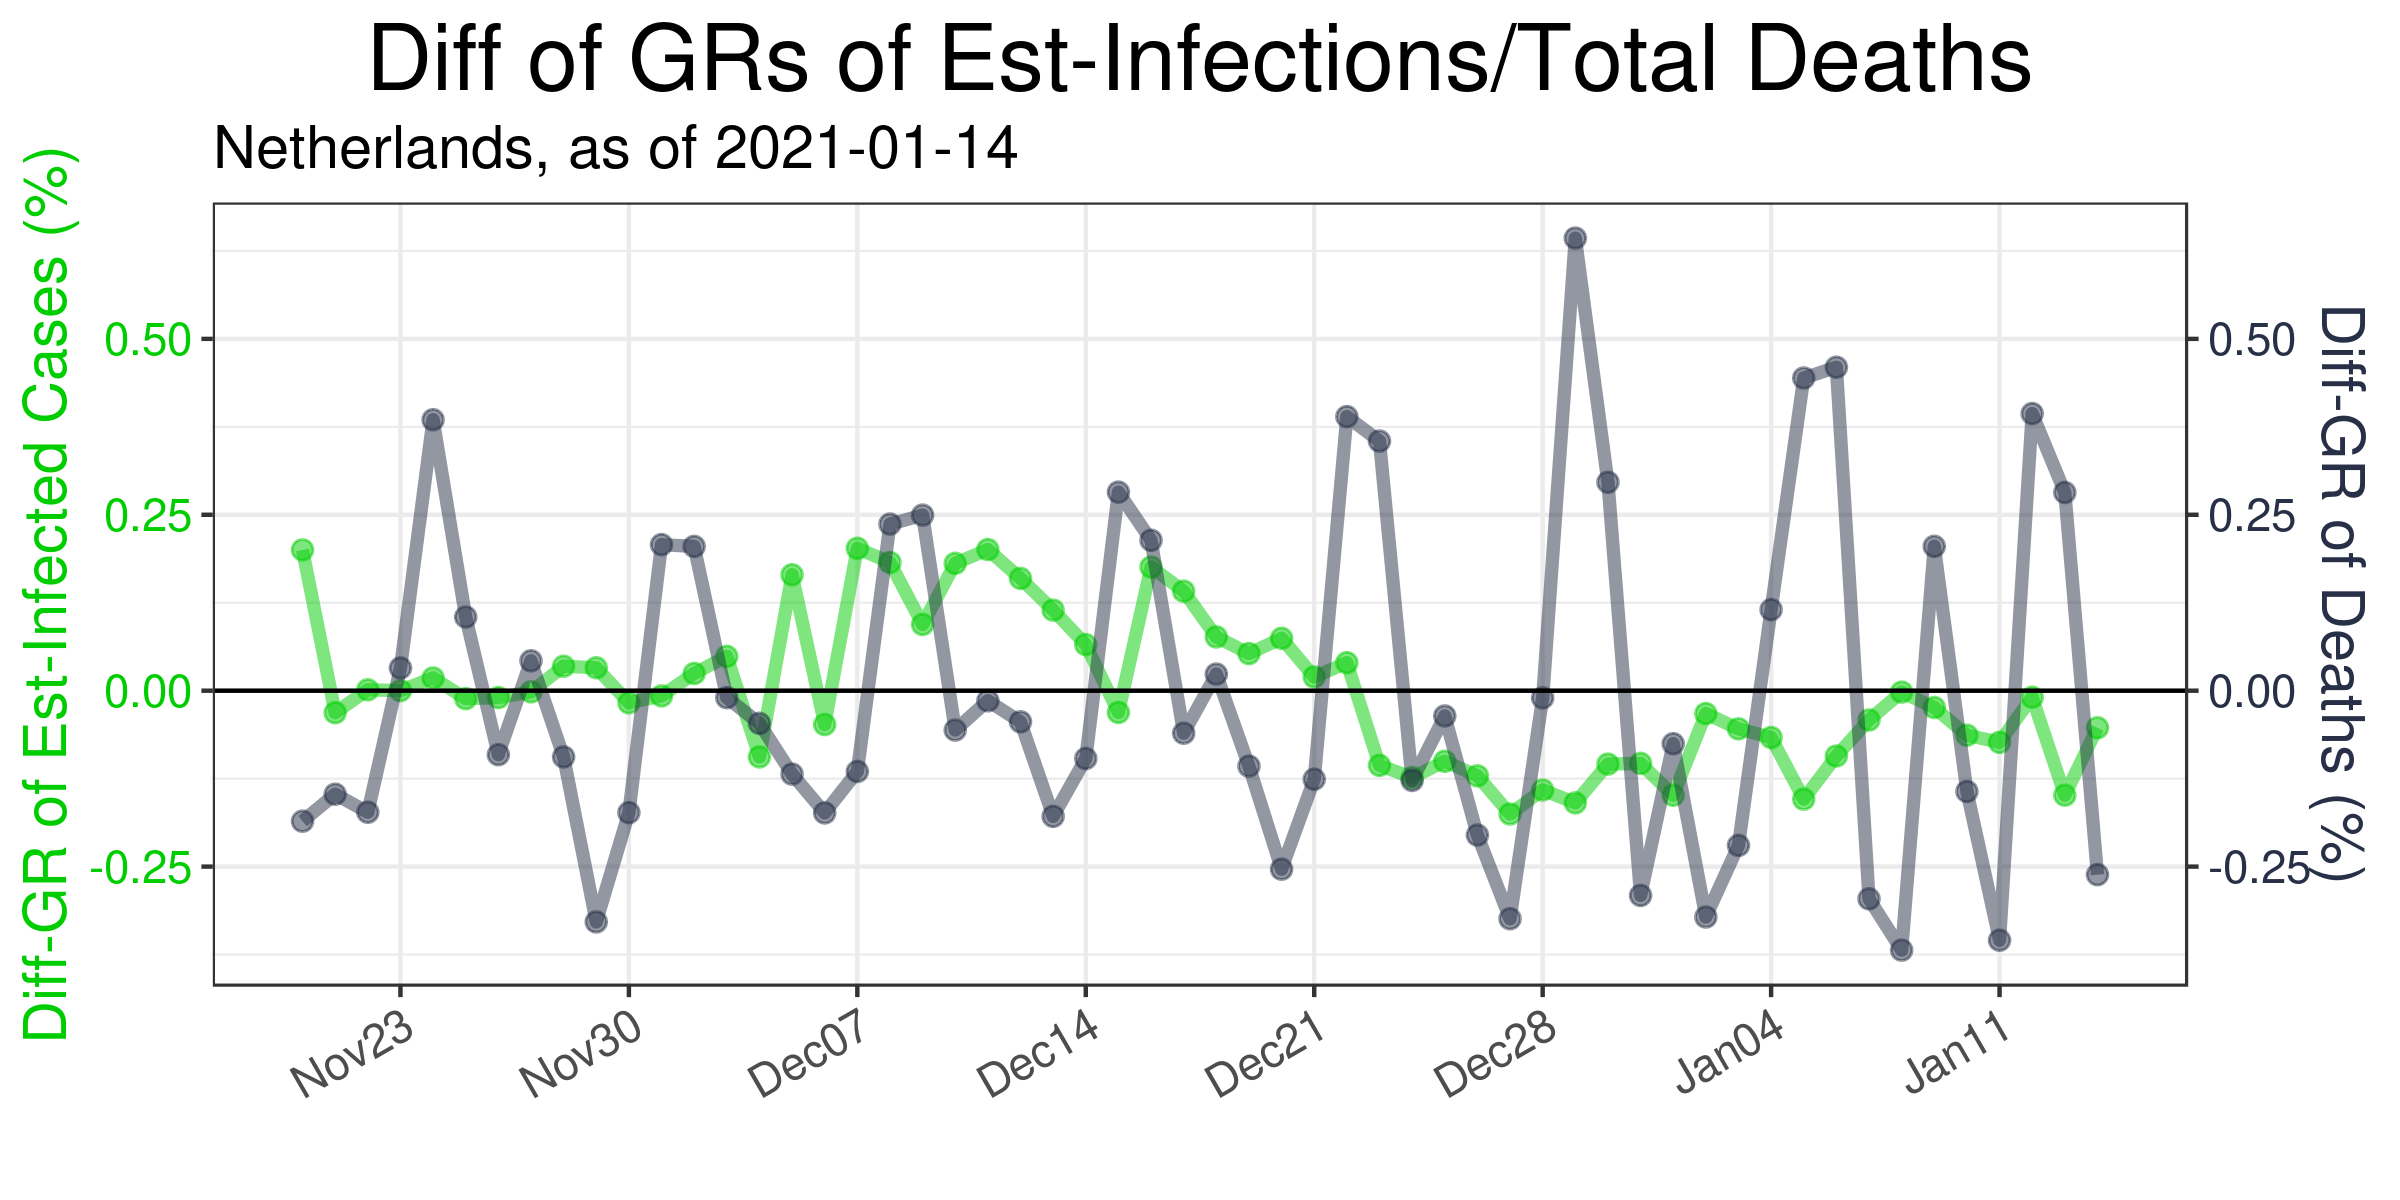 Diff of GRs of Est-Infections/Total Deaths
Netherlands, as of 2021-01-14
Diff-GR of Est-Infected Cases (%)
0.50
0.25
0.00
-0.25
0.50
0.25
0.00
-0.25
Diff-GR of Deaths (%)
Nov23
Nov30
Dec07
Dec14
Dec21
Dec28
Jan04
Jan11